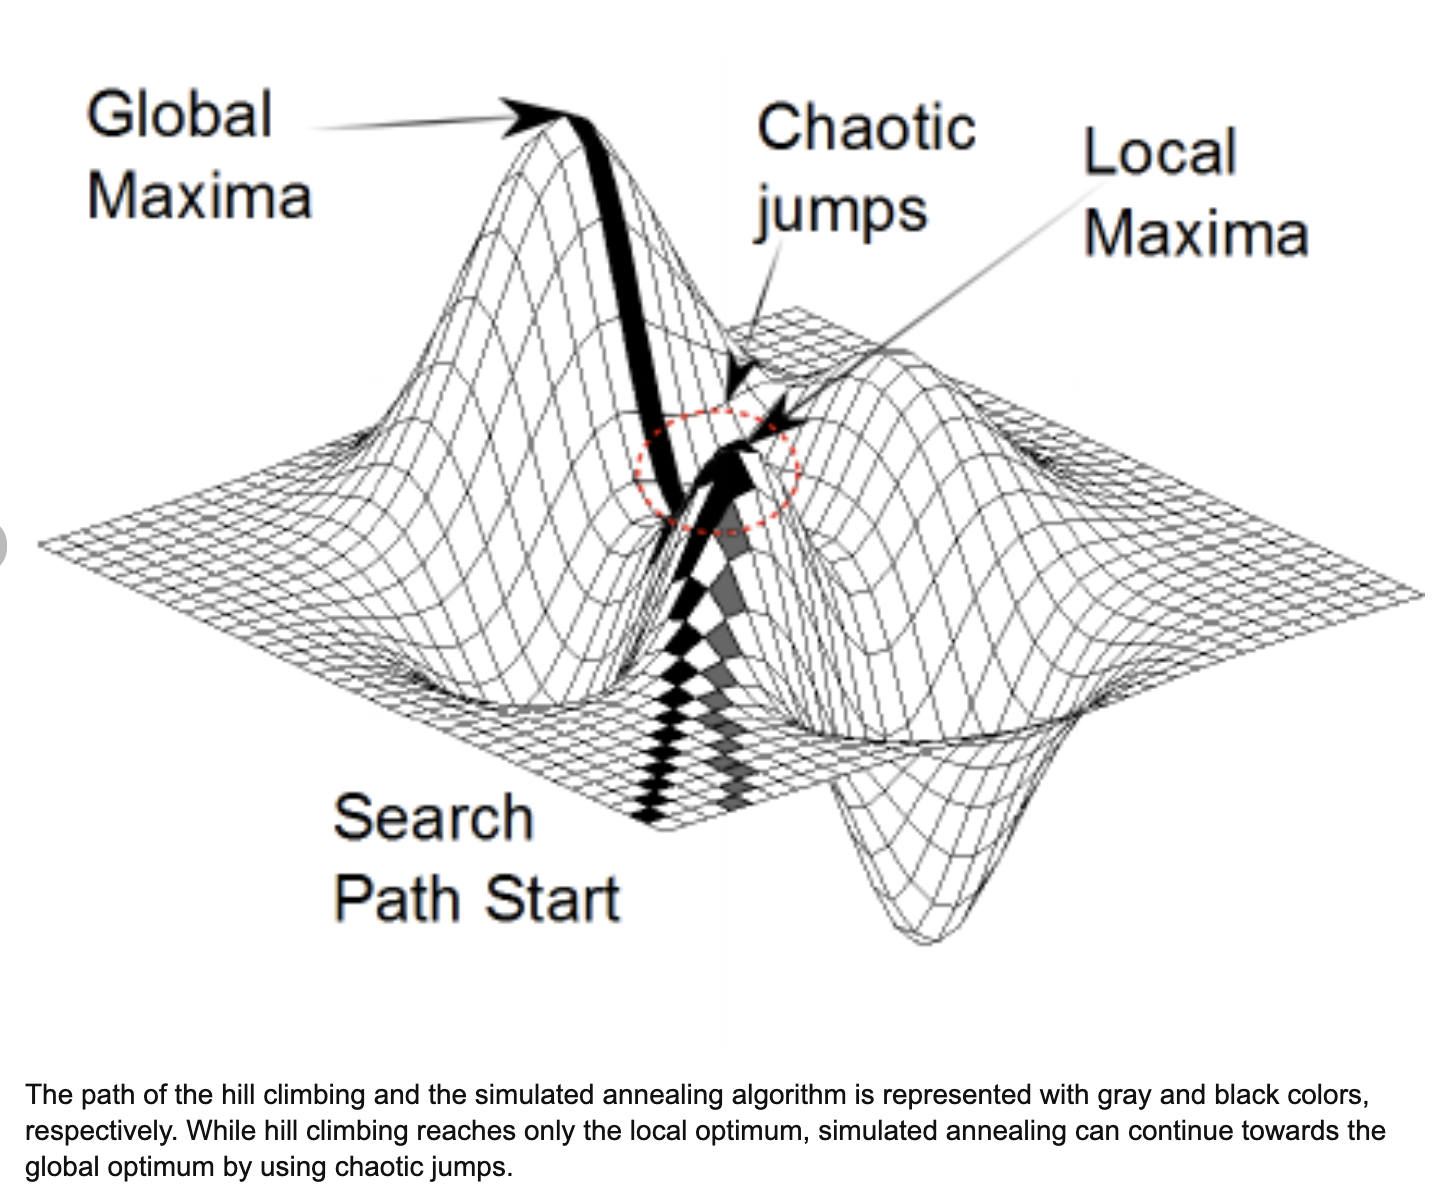 Global
Maxima
Chaotic
jumps
Local
Maxima
Search
Path Start
The path of the hill climbing and the simulated annealing algorithm is represented with gray and black colors,
respectively. While hill climbing reaches only the local optimum, simulated annealing can continue towards the
global optimum by using chaotic jumps.